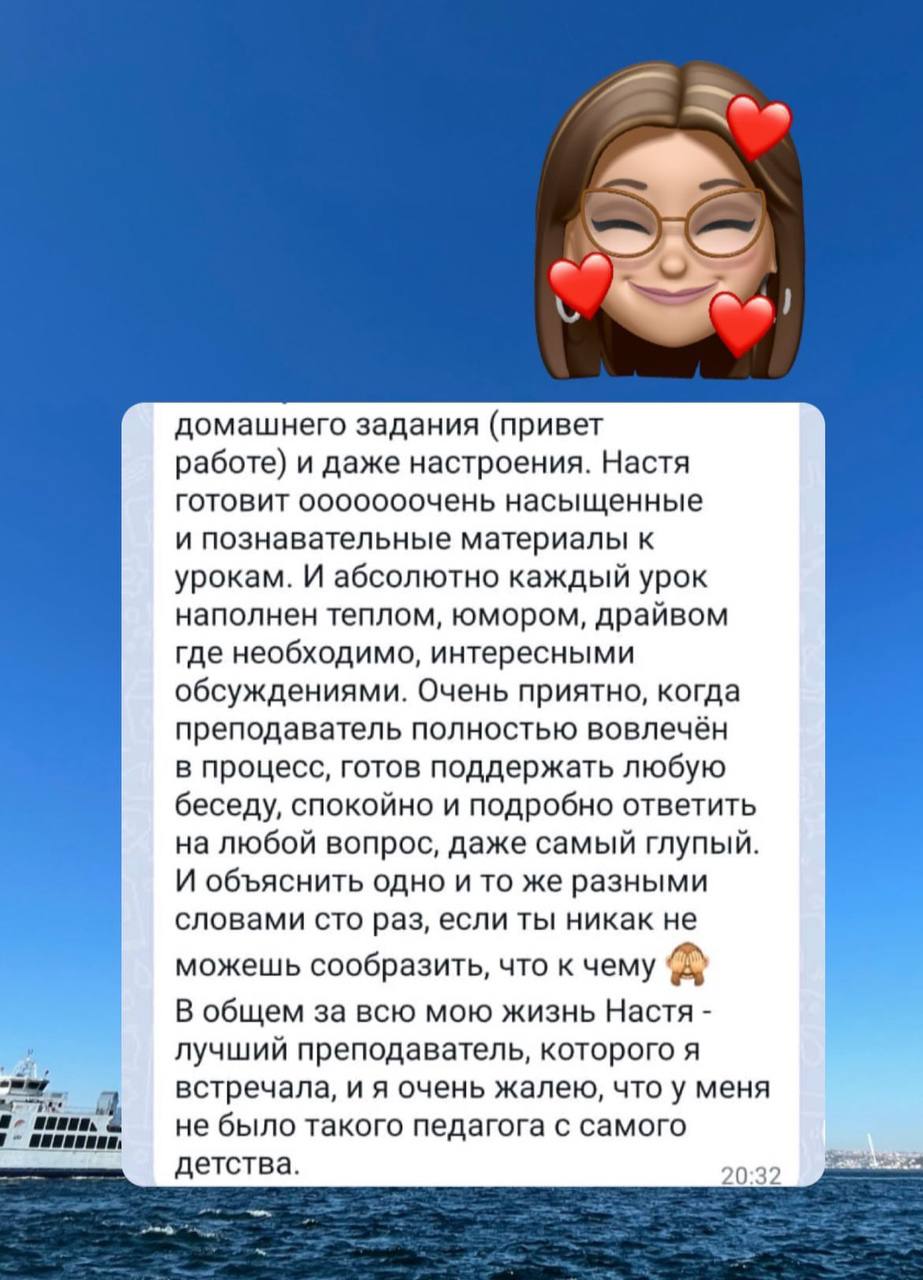 домашнего задания (привет
работе) и даже настроения. Настя
готовит ооооооочень насыщенные
и познавательные материалы к
урокам. И абсолютно каждый урок
наполнен теплом, юмором, драйвом
где необходимо, интересными
обсуждениями. Очень приятно, когда
преподаватель полностью вовлечён
в процесс, готов поддержать любую
беседу, спокойно и подробно ответить
на любой вопрос, даже самый глупый.
И объяснить одно и то же разными
словами сто раз, если ты никак не
можешь сообразить, что к чему 🙈
В общем за всю мою жизнь Настя -
лучший преподаватель, которого я
встречала, и я очень жалею, что у меня
не было такого педагога с самого
детства.
20:32